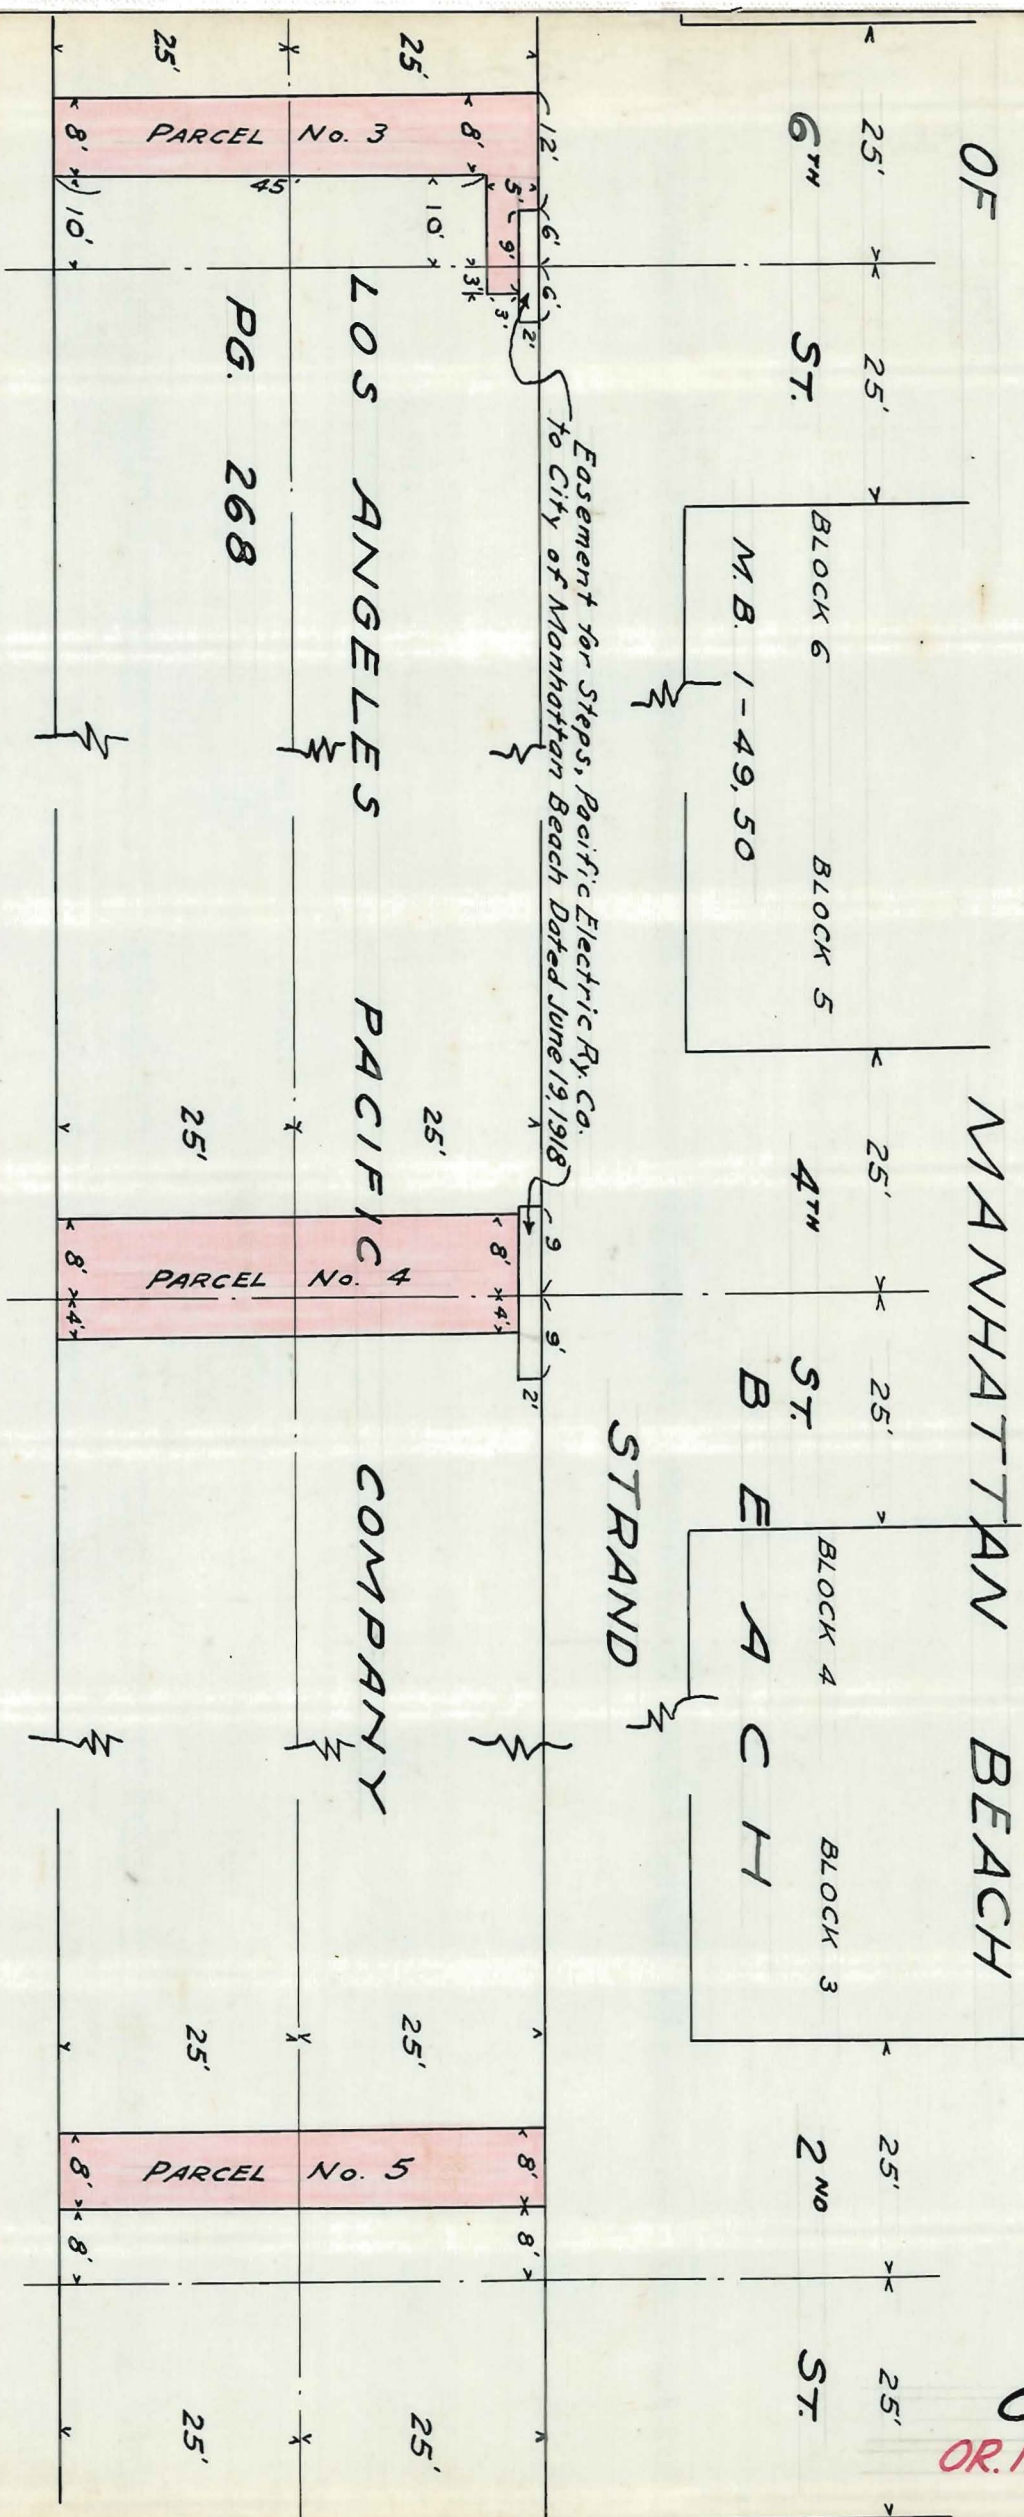 OF MANHATTAN BEACH
25' 25' 25' 25' 25' 25'
6TH ST. 4TH ST. 2ND ST.
BLOCK 6 BLOCK 5 BLOCK 4 BLOCK 3
M.B. 1-49,50
BEACH
STRAND
Easement for Steps, Pacific Electric Ry. Co.
to City of Manhattan Beach Dated June 19, 1918
12' 6' 6' 9 9'
5' 9' 3' 2' 2'
25' 8' 10' 3' 25' 8' 4' 25' 8' 8' 25'
LOS ANGELES PACIFIC COMPANY
PARCEL No. 3
45'
PARCEL No. 4
PARCEL No. 5
PG. 268
25' 25' 25' 25'
8' 10' 8' 4' 8' 8'